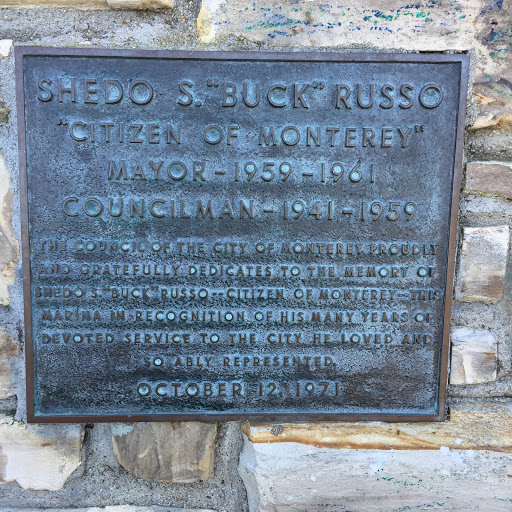 SHEDO S. "BUCK" RUSSO
"CITIZEN OF MONTEREY"
MAYOR - 1959 - 1961
COUNCILMAN - 1941 - 1959
THE COUNCIL OF THE CITY OF MONTEREY PROUDLY
AND GRATEFULLY DEDICATES TO THE MEMORY OF
SHEDO S. "BUCK" RUSSO--CITIZEN OF MONTEREY--THIS
MARINA IN RECOGNITION OF HIS MANY YEARS OF
DEVOTED SERVICE TO THE CITY HE LOVED AND
SO ABLY REPRESENTED.
OCTOBER 12, 1971